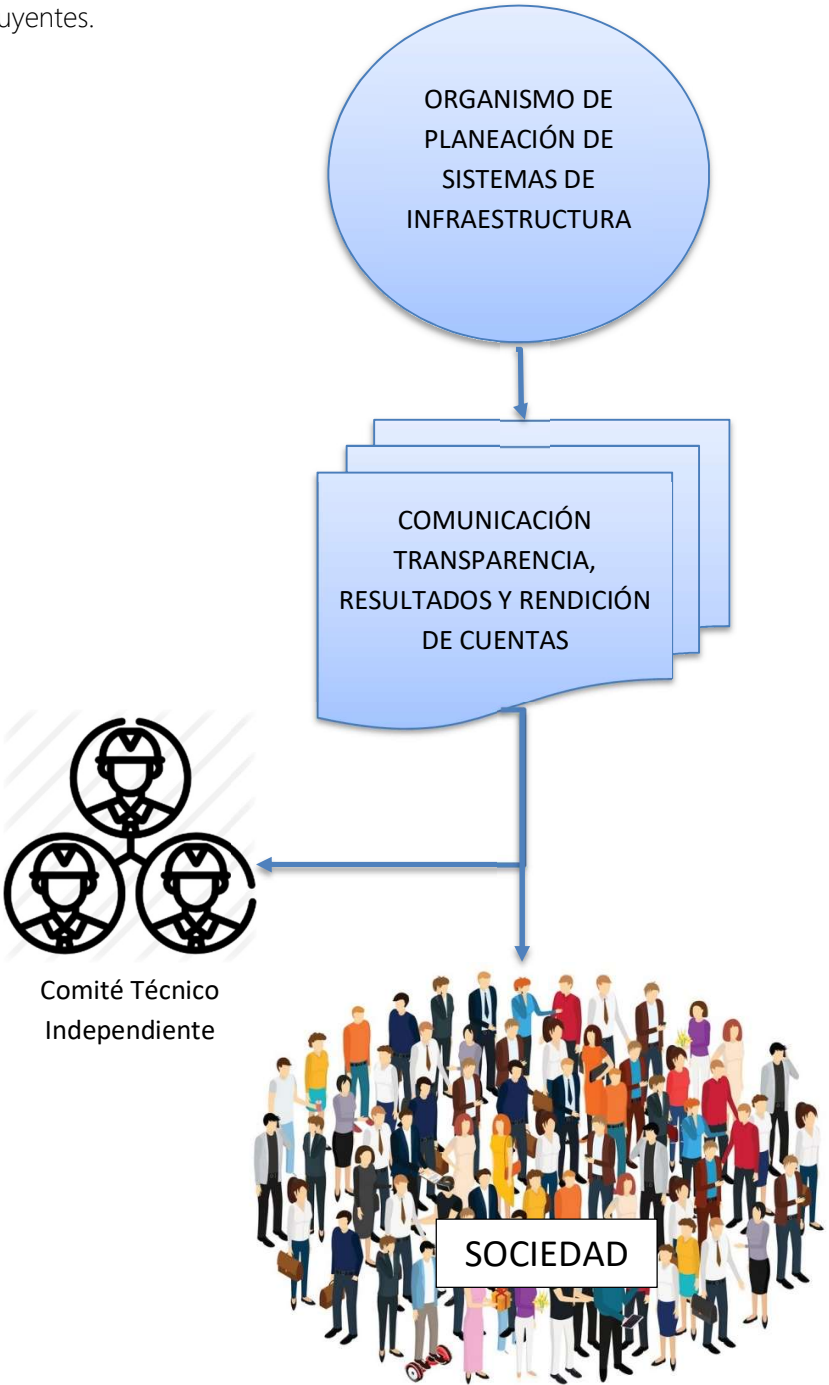 uyentes.
ORGANISMO DE
PLANEACIÓN DE
SISTEMAS DE
INFRAESTRUCTURA
COMUNICACIÓN
TRANSPARENCIA,
RESULTADOS Y RENDICIÓN
DE CUENTAS
Comité Técnico
Independiente
SOCIEDAD